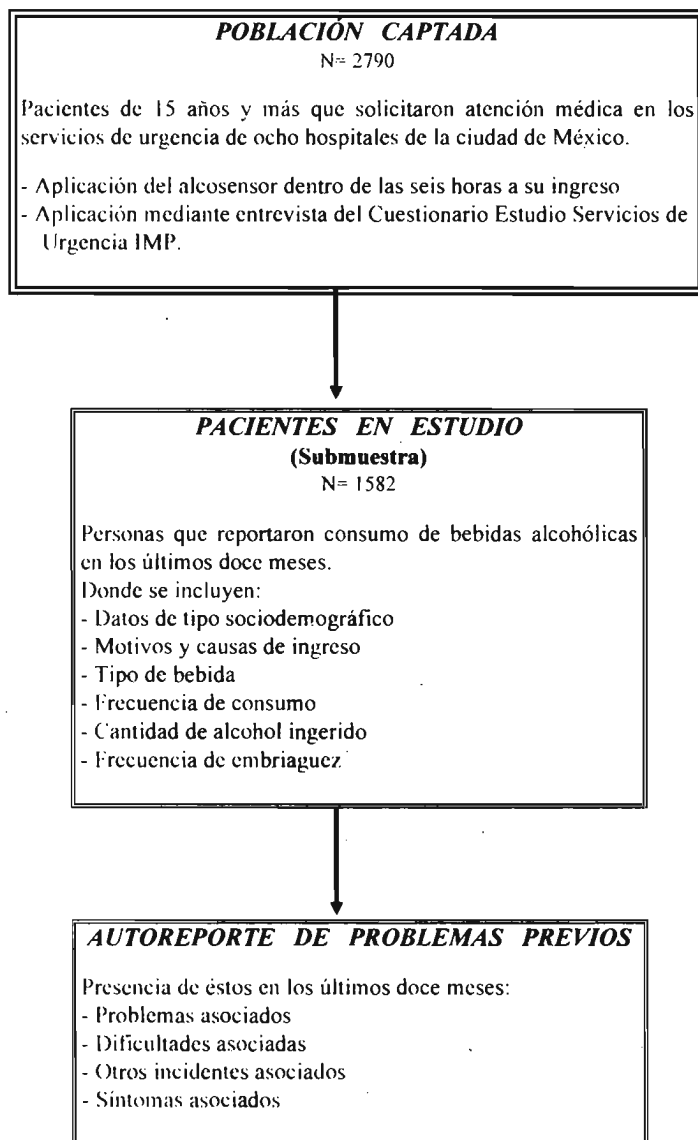 POBLACIÓN CAPTADA
N= 2790
Pacientes de 15 años y más que solicitaron atención médica en los
servicios de urgencia de ocho hospitales de la ciudad de México.
- Aplicación del alcosensor dentro de las seis horas a su ingreso
- Aplicación mediante entrevista del Cuestionario Estudio Servicios de
Urgencia IMP.
PACIENTES EN ESTUDIO
(Submuestra)
N= 1582
Personas que reportaron consumo de bebidas alcohólicas
en los últimos doce meses.
Donde se incluyen:
- Datos de tipo sociodemográfico
- Motivos y causas de ingreso
- Tipo de bebida
- Frecuencia de consumo
- Cantidad de alcohol ingerido
- Frecuencia de embriaguez
AUTOREPORTE DE PROBLEMAS PREVIOS
Presencia de éstos en los últimos doce meses:
- Problemas asociados
- Dificultades asociadas
- Otros incidentes asociados
- Síntomas asociados